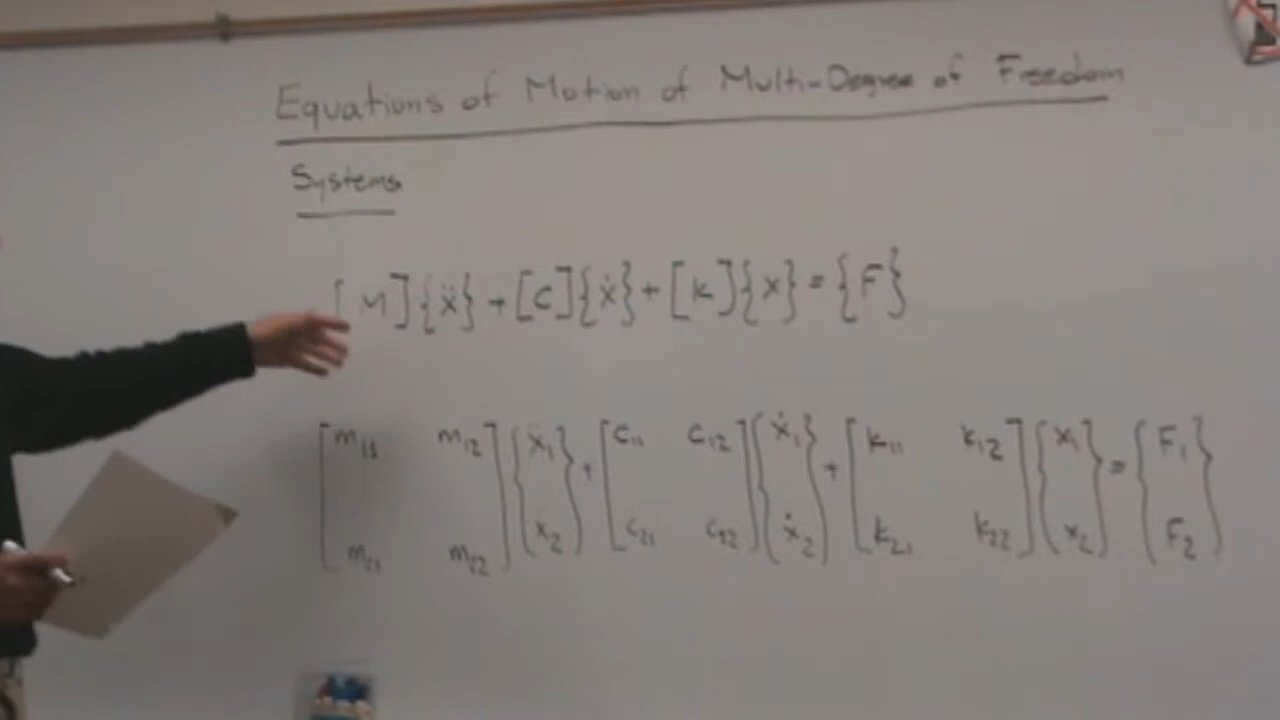 Equations of Motion of Multi-Degree of Freedom
Systems
[M]{ẍ} + [C]{ẋ} + [K]{x} = {F}
[m₁₁ m₁₂ {ẍ₁ + [c₁₁ c₁₂ {ẋ₁ + [k₁₁ k₁₂ {x₁ = {F₁
m₂₁ m₂₂] ẍ₂} c₂₁ c₂₂] ẋ₂} k₂₁ k₂₂] x₂} F₂}